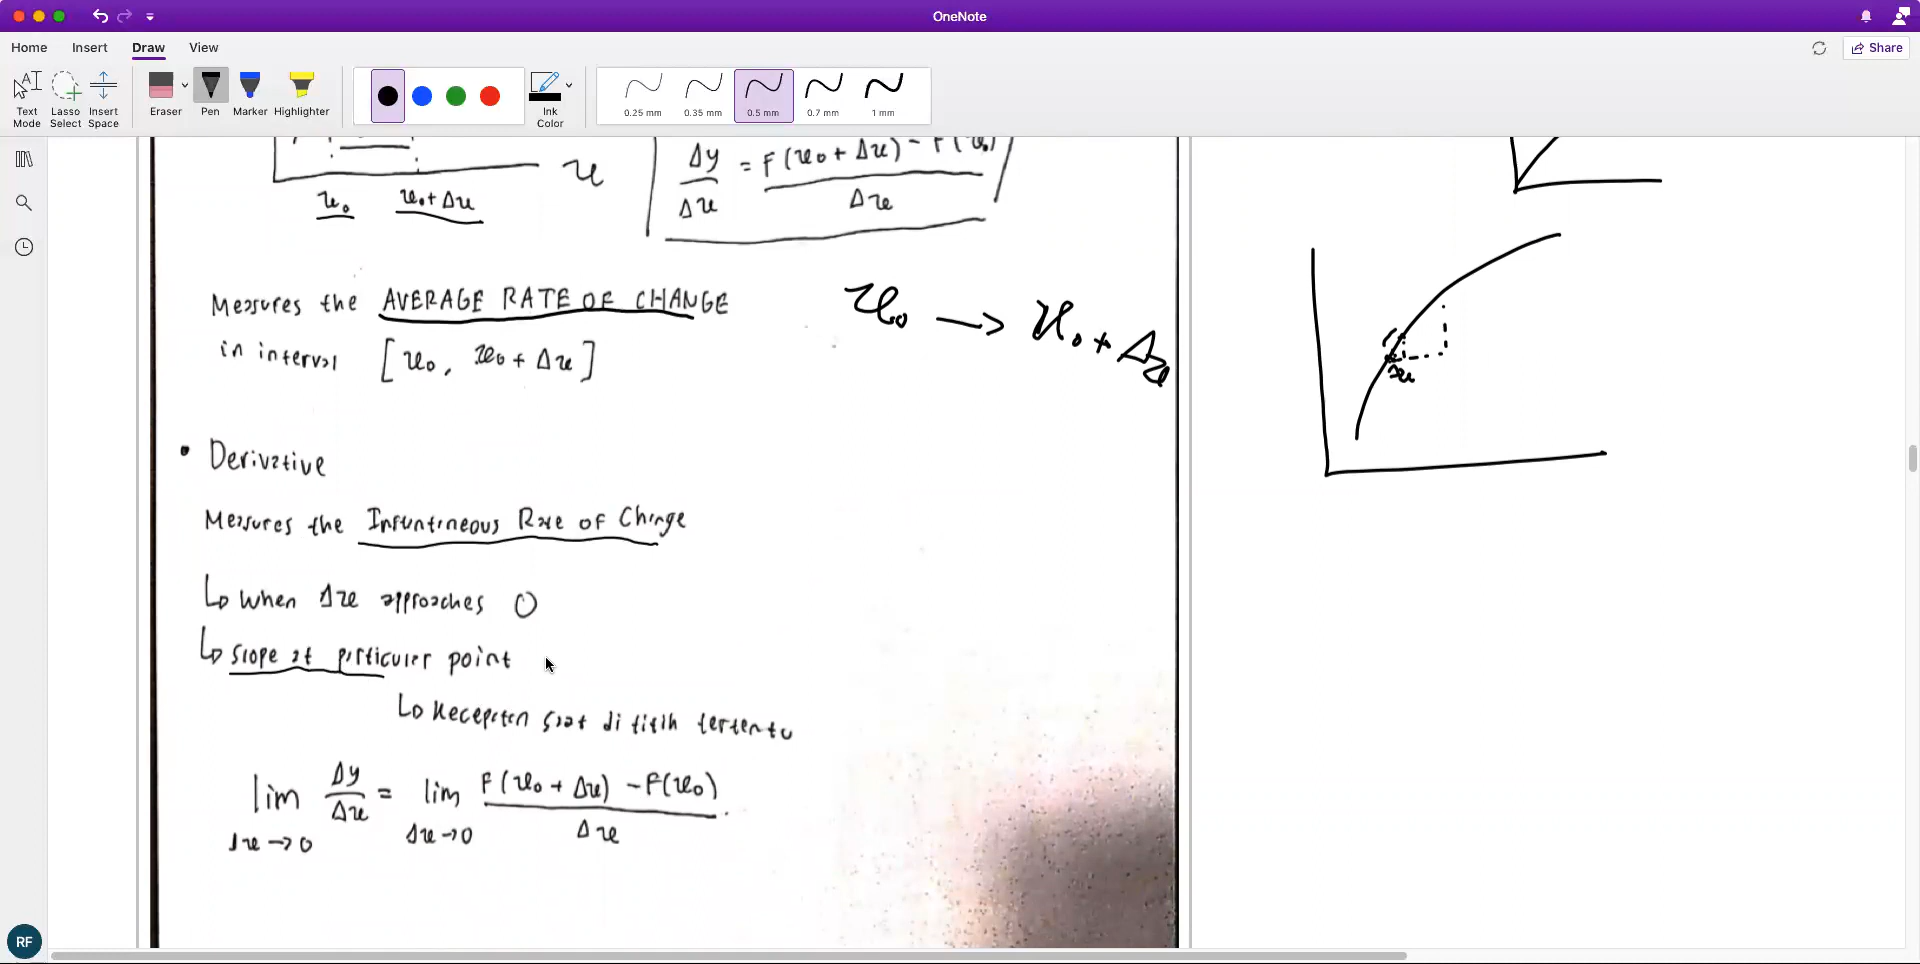 OneNote
Home Insert Draw View
Share
Text Mode
Lasso Select
Insert Space
Eraser
Pen
Marker
Highlighter
Ink Color
0.25 mm
0.35 mm
0.5 mm
0.7 mm
1 mm
x
x₀ x₀ + Δx
Δy/Δx = F(x₀ + Δx) - F(x₀) / Δx
Measures the AVERAGE RATE OF CHANGE
in interval [x₀, x₀ + Δx]
x₀ → x₀ + Δx
x
• Derivative
Measures the Instantineous Rate of Change
↳ When Δx approaches 0
↳ Slope at particular point
↳ Kecepatan saat di titik tertentu
lim Δx→0 Δy/Δx = lim Δx→0 F(x₀ + Δx) - F(x₀) / Δx
RF